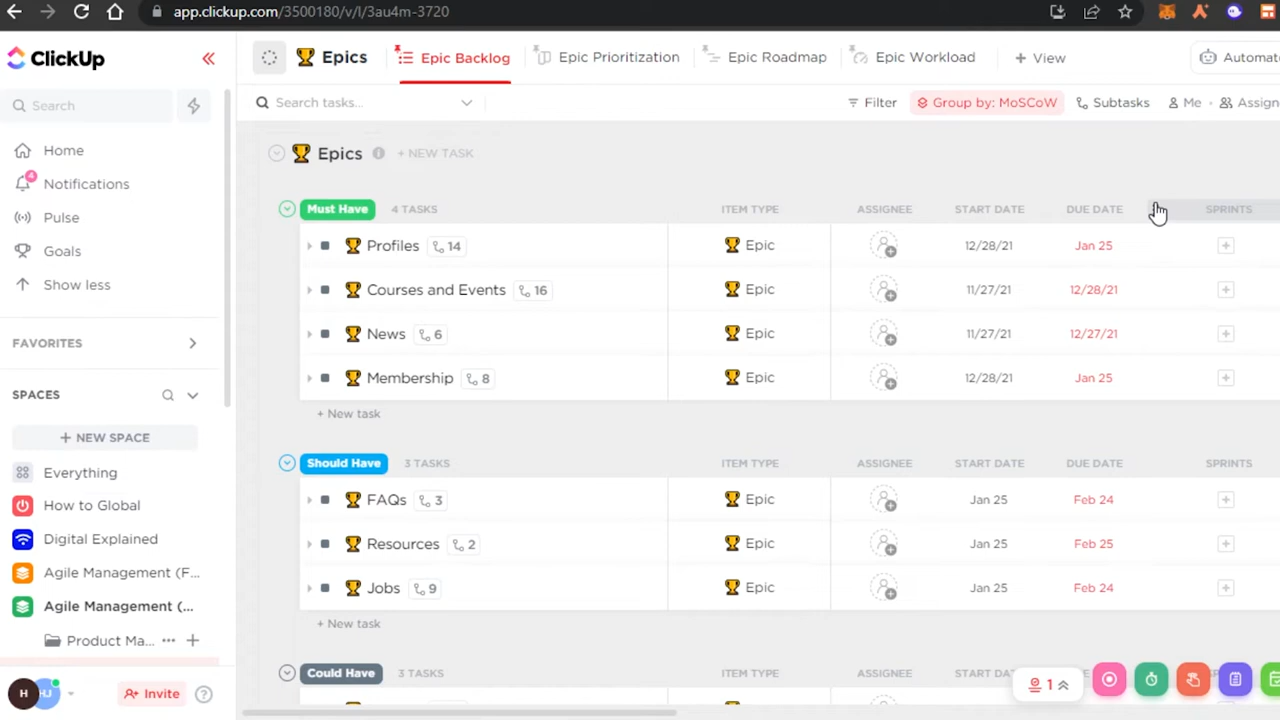 app.clickup.com/3500180/v/l/3au4m-3720
ClickUp
Epics
Epic Backlog
Epic Prioritization
Epic Roadmap
Epic Workload
+ View
Automat
Search
Search tasks...
Filter
Group by: MoSCoW
Subtasks
Me
Assign
Home
4
Notifications
Pulse
Goals
Show less
FAVORITES
SPACES
+ NEW SPACE
Everything
How to Global
Digital Explained
Agile Management (F...
Agile Management (...
Product Ma...
H
HJ
Invite
Epics
+ NEW TASK
Must Have 4 TASKS ITEM TYPE ASSIGNEE START DATE DUE DATE SPRINTS
Profiles 14 Epic 12/28/21 Jan 25
Courses and Events 16 Epic 11/27/21 12/28/21
News 6 Epic 11/27/21 12/27/21
Membership 8 Epic 12/28/21 Jan 25
+ New task
Should Have 3 TASKS ITEM TYPE ASSIGNEE START DATE DUE DATE SPRINTS
FAQs 3 Epic Jan 25 Feb 24
Resources 2 Epic Jan 25 Feb 25
Jobs 9 Epic Jan 25 Feb 24
+ New task
Could Have 3 TASKS ITEM TYPE ASSIGNEE
1